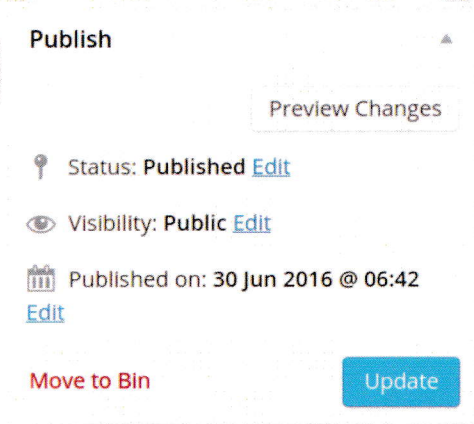 Publish
Preview Changes
Status: Published Edit
Visibility: Public Edit
Published on: 30 Jun 2016 @ 06:42
Edit
Move to Bin
Update